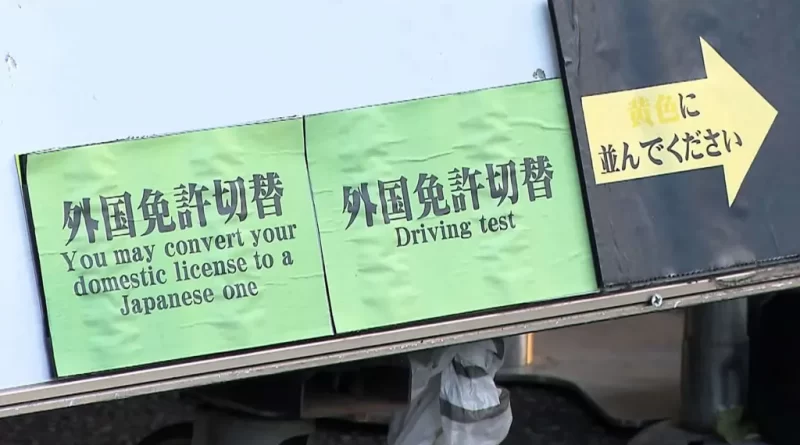 外国免許切替
You may convert your
domestic license to a
Japanese one
外国免許切替
Driving test
黄色に
並んでください